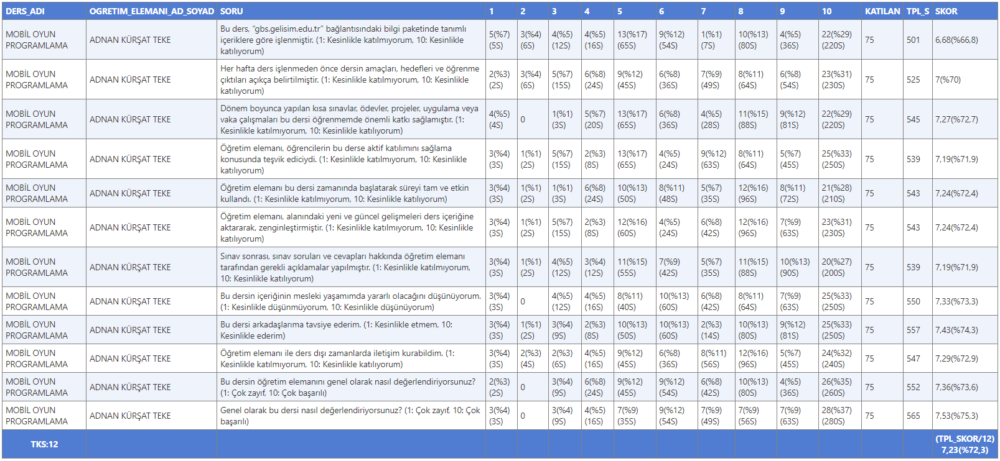 DERS_ADI OGRETIM_ELEMANI_AD_SOYAD SORU 1 2 3 4 5 6 7 8 9 10 KATILAN TPL_S SKOR
MOBİL OYUN PROGRAMLAMA ADNAN KÜRŞAT TEKE Bu ders, “gbs.gelisim.edu.tr” bağlantısındaki bilgi paketinde tanımlı içeriklere göre işlenmiştir. (1: Kesinlikle katılmıyorum, 10: Kesinlikle katılıyorum) 5(%7) (5S) 3(%4) (6S) 4(%5) (12S) 4(%5) (16S) 13(%17) (65S) 9(%12) (54S) 1(%1) (7S) 10(%13) (80S) 4(%5) (36S) 22(%29) (220S) 75 501 6,68(%66,8)
MOBİL OYUN PROGRAMLAMA ADNAN KÜRŞAT TEKE Her hafta ders işlenmeden önce dersin amaçları, hedefleri ve öğrenme çıktıları açıkça belirtilmiştir. (1: Kesinlikle katılmıyorum, 10: Kesinlikle katılıyorum) 2(%3) (2S) 3(%4) (6S) 5(%7) (15S) 6(%8) (24S) 9(%12) (45S) 6(%8) (36S) 7(%9) (49S) 8(%11) (64S) 6(%8) (54S) 23(%31) (230S) 75 525 7(%70)
MOBİL OYUN PROGRAMLAMA ADNAN KÜRŞAT TEKE Dönem boyunca yapılan kısa sınavlar, ödevler, projeler, uygulama veya vaka çalışmaları bu dersi öğrenmemde önemli katkı sağlamıştır. (1: Kesinlikle katılmıyorum, 10: Kesinlikle katılıyorum) 4(%5) (4S) 0 1(%1) (3S) 5(%7) (20S) 13(%17) (65S) 6(%8) (36S) 4(%5) (28S) 11(%15) (88S) 9(%12) (81S) 22(%29) (220S) 75 545 7,27(%72,7)
MOBİL OYUN PROGRAMLAMA ADNAN KÜRŞAT TEKE Öğretim elemanı, öğrencilerin bu derse aktif katılımını sağlama konusunda teşvik ediciydi. (1: Kesinlikle katılmıyorum, 10: Kesinlikle katılıyorum) 3(%4) (3S) 1(%1) (2S) 5(%7) (15S) 2(%3) (8S) 13(%17) (65S) 4(%5) (24S) 9(%12) (63S) 8(%11) (64S) 5(%7) (45S) 25(%33) (250S) 75 539 7,19(%71,9)
MOBİL OYUN PROGRAMLAMA ADNAN KÜRŞAT TEKE Öğretim elemanı bu dersi zamanında başlatarak süreyi tam ve etkin kullandı. (1: Kesinlikle katılmıyorum, 10: Kesinlikle katılıyorum) 3(%4) (3S) 1(%1) (2S) 1(%1) (3S) 6(%8) (24S) 10(%13) (50S) 8(%11) (48S) 5(%7) (35S) 12(%16) (96S) 8(%11) (72S) 21(%28) (210S) 75 543 7,24(%72,4)
MOBİL OYUN PROGRAMLAMA ADNAN KÜRŞAT TEKE Öğretim elemanı, alanındaki yeni ve güncel gelişmeleri ders içeriğine aktararak, zenginleştirmiştir. (1: Kesinlikle katılmıyorum, 10: Kesinlikle katılıyorum) 3(%4) (3S) 1(%1) (2S) 5(%7) (15S) 2(%3) (8S) 12(%16) (60S) 4(%5) (24S) 6(%8) (42S) 12(%16) (96S) 7(%9) (63S) 23(%31) (230S) 75 543 7,24(%72,4)
MOBİL OYUN PROGRAMLAMA ADNAN KÜRŞAT TEKE Sınav sonrası, sınav soruları ve cevapları hakkında öğretim elemanı tarafından gerekli açıklamalar yapılmıştır. (1: Kesinlikle katılmıyorum, 10: Kesinlikle katılıyorum) 3(%4) (3S) 1(%1) (2S) 4(%5) (12S) 3(%4) (12S) 11(%15) (55S) 7(%9) (42S) 5(%7) (35S) 11(%15) (88S) 10(%13) (90S) 20(%27) (200S) 75 539 7,19(%71,9)
MOBİL OYUN PROGRAMLAMA ADNAN KÜRŞAT TEKE Bu dersin içeriğinin mesleki yaşamımda yararlı olacağını düşünüyorum. (1: Kesinlikle düşünmüyorum, 10: Kesinlikle düşünüyorum) 3(%4) (3S) 0 4(%5) (12S) 4(%5) (16S) 8(%11) (40S) 10(%13) (60S) 6(%8) (42S) 8(%11) (64S) 7(%9) (63S) 25(%33) (250S) 75 550 7,33(%73,3)
MOBİL OYUN PROGRAMLAMA ADNAN KÜRŞAT TEKE Bu dersi arkadaşlarıma tavsiye ederim. (1: Kesinlikle etmem, 10: Kesinlikle ederim) 3(%4) (3S) 1(%1) (2S) 3(%4) (9S) 2(%3) (8S) 10(%13) (50S) 10(%13) (60S) 2(%3) (14S) 10(%13) (80S) 9(%12) (81S) 25(%33) (250S) 75 557 7,43(%74,3)
MOBİL OYUN PROGRAMLAMA ADNAN KÜRŞAT TEKE Öğretim elemanı ile ders dışı zamanlarda iletişim kurabildim. (1: Kesinlikle katılmıyorum, 10: Kesinlikle katılıyorum) 3(%4) (3S) 2(%3) (4S) 2(%3) (6S) 4(%5) (16S) 9(%12) (45S) 6(%8) (36S) 8(%11) (56S) 12(%16) (96S) 5(%7) (45S) 24(%32) (240S) 75 547 7,29(%72,9)
MOBİL OYUN PROGRAMLAMA ADNAN KÜRŞAT TEKE Bu dersin öğretim elemanını genel olarak nasıl değerlendiriyorsunuz? (1: Çok zayıf, 10: Çok başarılı) 2(%3) (2S) 0 3(%4) (9S) 6(%8) (24S) 9(%12) (45S) 9(%12) (54S) 6(%8) (42S) 10(%13) (80S) 4(%5) (36S) 26(%35) (260S) 75 552 7,36(%73,6)
MOBİL OYUN PROGRAMLAMA ADNAN KÜRŞAT TEKE Genel olarak bu dersi nasıl değerlendiriyorsunuz? (1: Çok zayıf, 10: Çok başarılı) 3(%4) (3S) 0 3(%4) (9S) 4(%5) (16S) 7(%9) (35S) 9(%12) (54S) 7(%9) (49S) 7(%9) (56S) 7(%9) (63S) 28(%37) (280S) 75 565 7,53(%75,3)
TKS:12 (TPL_SKOR/12) 7,23(%72,3)